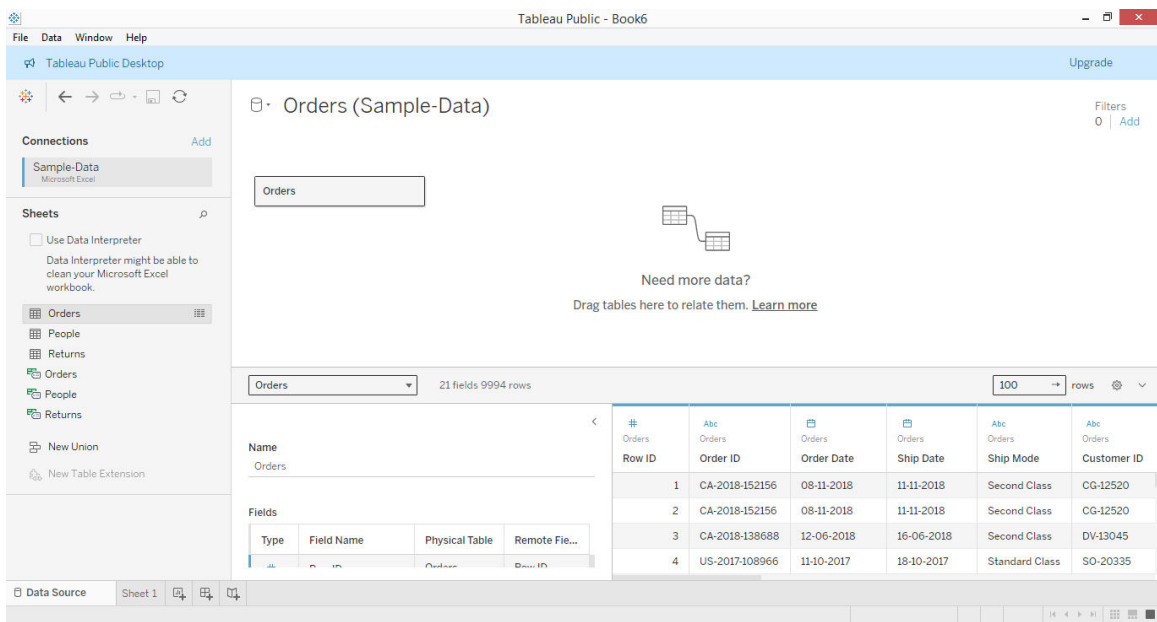 Tableau Public - Book6
File Data Window Help
Tableau Public Desktop
Upgrade
Connections
Add
Sample-Data
Microsoft Excel
Sheets
Use Data Interpreter
Data Interpreter might be able to
clean your Microsoft Excel
workbook.
Orders
People
Returns
Orders
People
Returns
New Union
New Table Extension
Orders (Sample-Data)
Filters
0 | Add
Orders
Need more data?
Drag tables here to relate them. Learn more
Orders
21 fields 9994 rows
100 → rows
Name
Orders
Fields
Type Field Name Physical Table Remote Fie...
# Row ID Orders Row ID
# Abc Abc Abc
Orders Orders Orders Orders Orders Orders
Row ID Order ID Order Date Ship Date Ship Mode Customer ID
1 CA-2018-152156 08-11-2018 11-11-2018 Second Class CG-12520
2 CA-2018-152156 08-11-2018 11-11-2018 Second Class CG-12520
3 CA-2018-138688 12-06-2018 16-06-2018 Second Class DV-13045
4 US-2017-108966 11-10-2017 18-10-2017 Standard Class SO-20335
Data Source Sheet 1